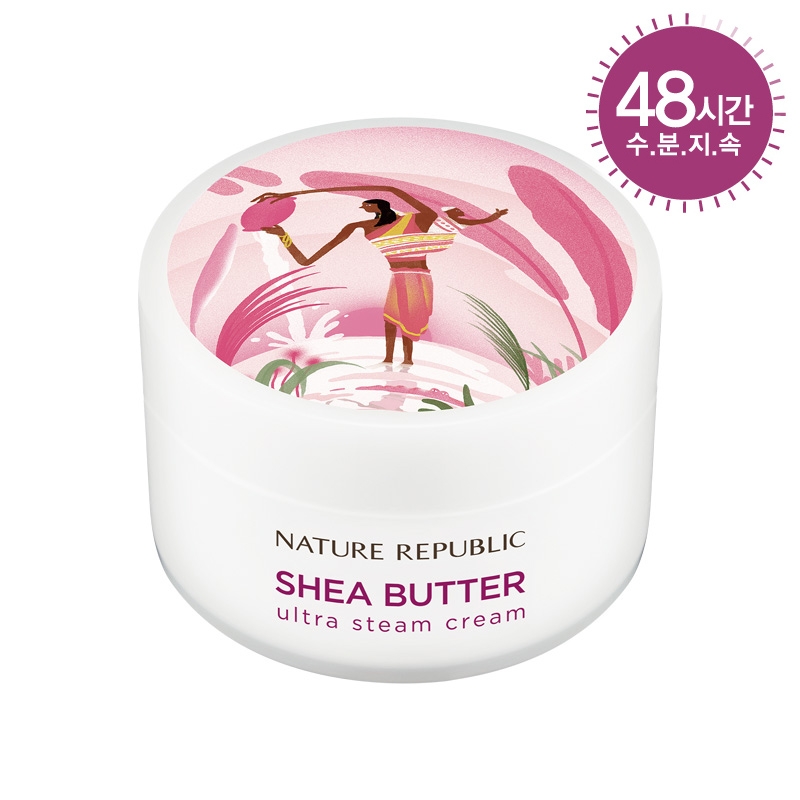 48시간
수.분.지.속
NATURE REPUBLIC
SHEA BUTTER
ultra steam cream